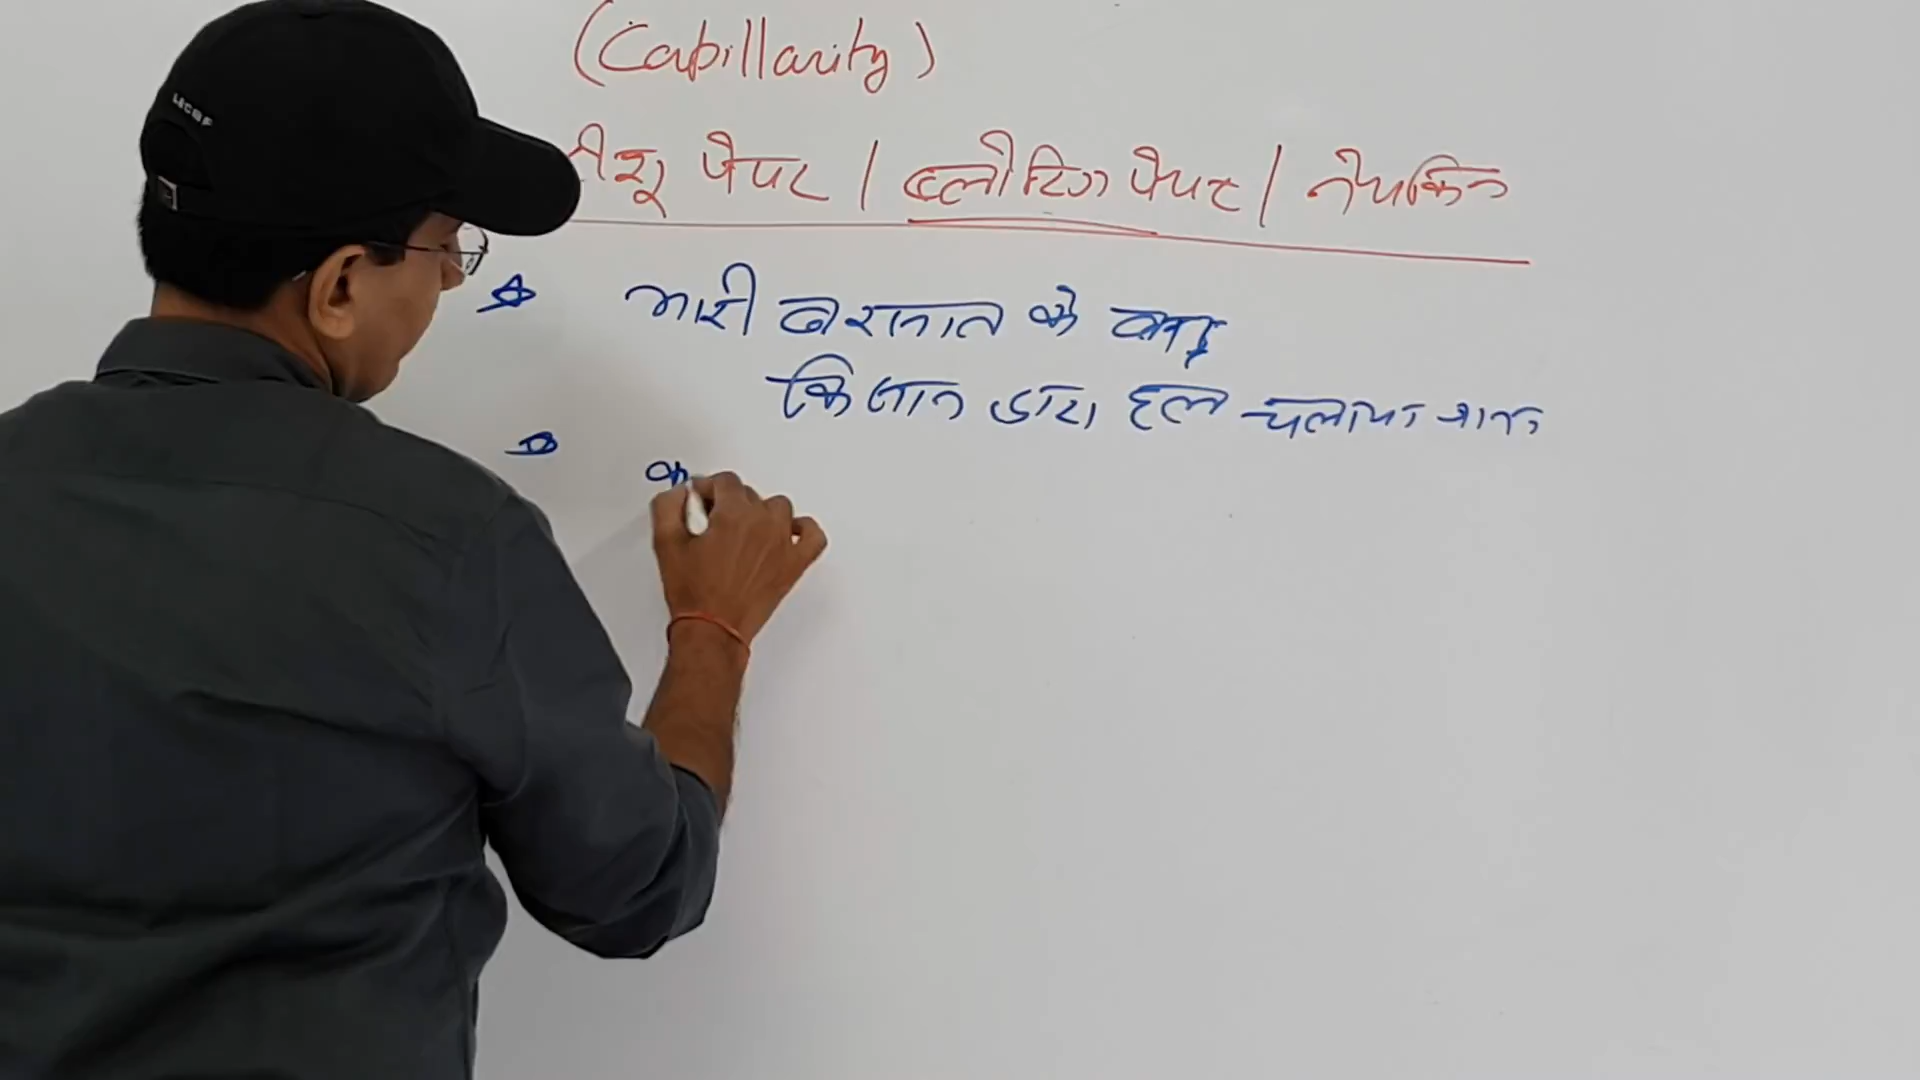 (Capillarity)
टीशू पेपर / ब्लोटिंग पेपर / नेपकिन
भारी बरसात के बाद
किसान द्वारा हल चलाया जाना
क